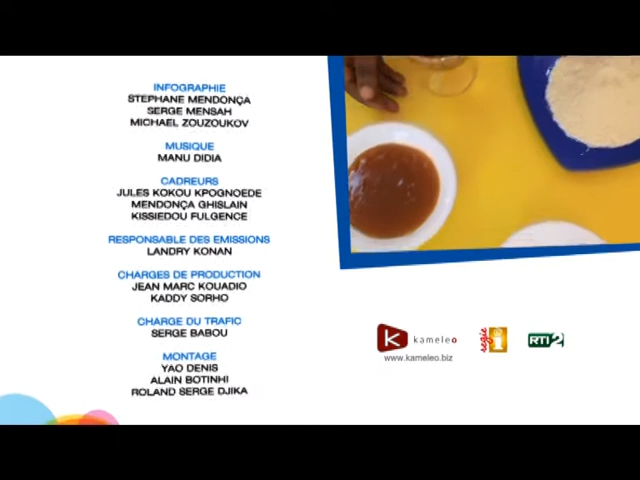 INFOGRAPHIE
STEPHANE MENDONÇA
SERGE MENSAH
MICHAEL ZOUZOUKOV
MUSIQUE
MANU DIDIA
CADREURS
JULES KOKOU KPOGNOEDE
MENDONÇA GHISLAIN
KISSIEDOU FULGENCE
RESPONSABLE DES EMISSIONS
LANDRY KONAN
CHARGES DE PRODUCTION
JEAN MARC KOUADIO
KADDY SORHO
CHARGE DU TRAFIC
SERGE BABOU
MONTAGE
YAO DENIS
ALAIN BOTINHI
ROLAND SERGE DJIKA
K kameleo
www.kameleo.biz
regie i
RTI 2